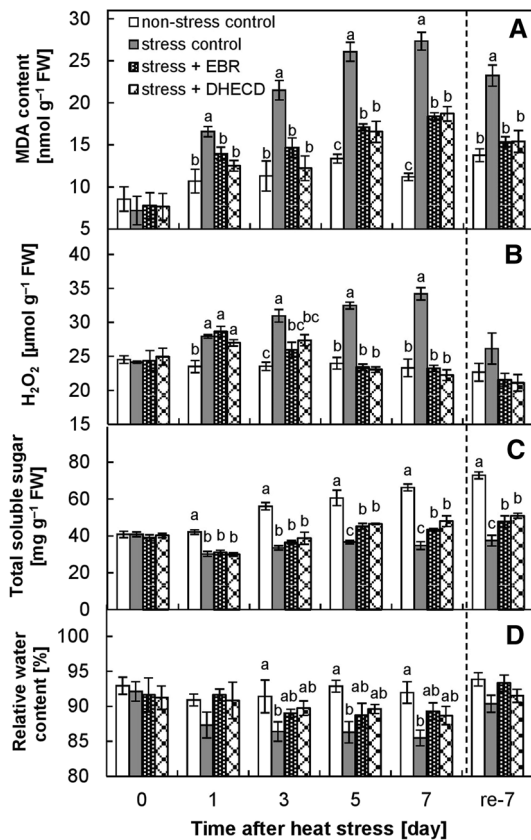 MDA content
[nmol g⁻¹ FW]
30
25
20
15
10
5
non-stress control
stress control
stress + EBR
stress + DHECD
A
b a b b
b a b b
c a b b
c a b b
b a b b
H₂O₂ [µmol g⁻¹ FW]
40
35
30
25
20
15
B
b a a a
c a bc bc
b a b b
b a b b
Total soluble sugar
[mg g⁻¹ FW]
100
80
60
40
20
0
C
a b b b
a b b b
a c b b
a c b b
a c b b
Relative water
content [%]
100
95
90
85
80
D
a b ab ab
a b ab ab
a b ab ab
0 1 3 5 7 re-7
Time after heat stress [day]